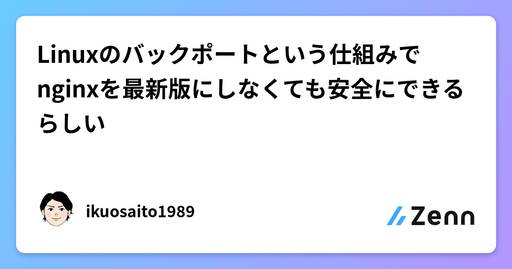 Linuxのバックポートという仕組みで
nginxを最新版にしなくても安全にできる
らしい
ikuosaito1989
Zenn